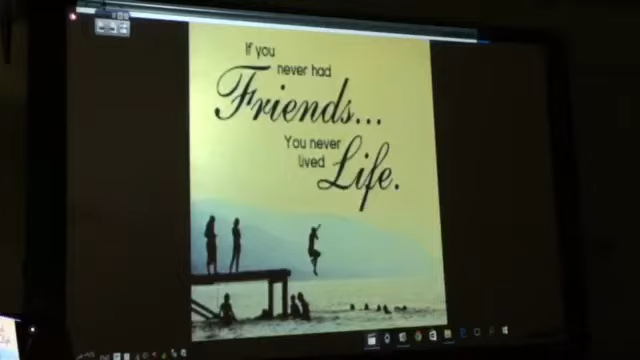 If you
never had
Friends...
You never
lived
Life.